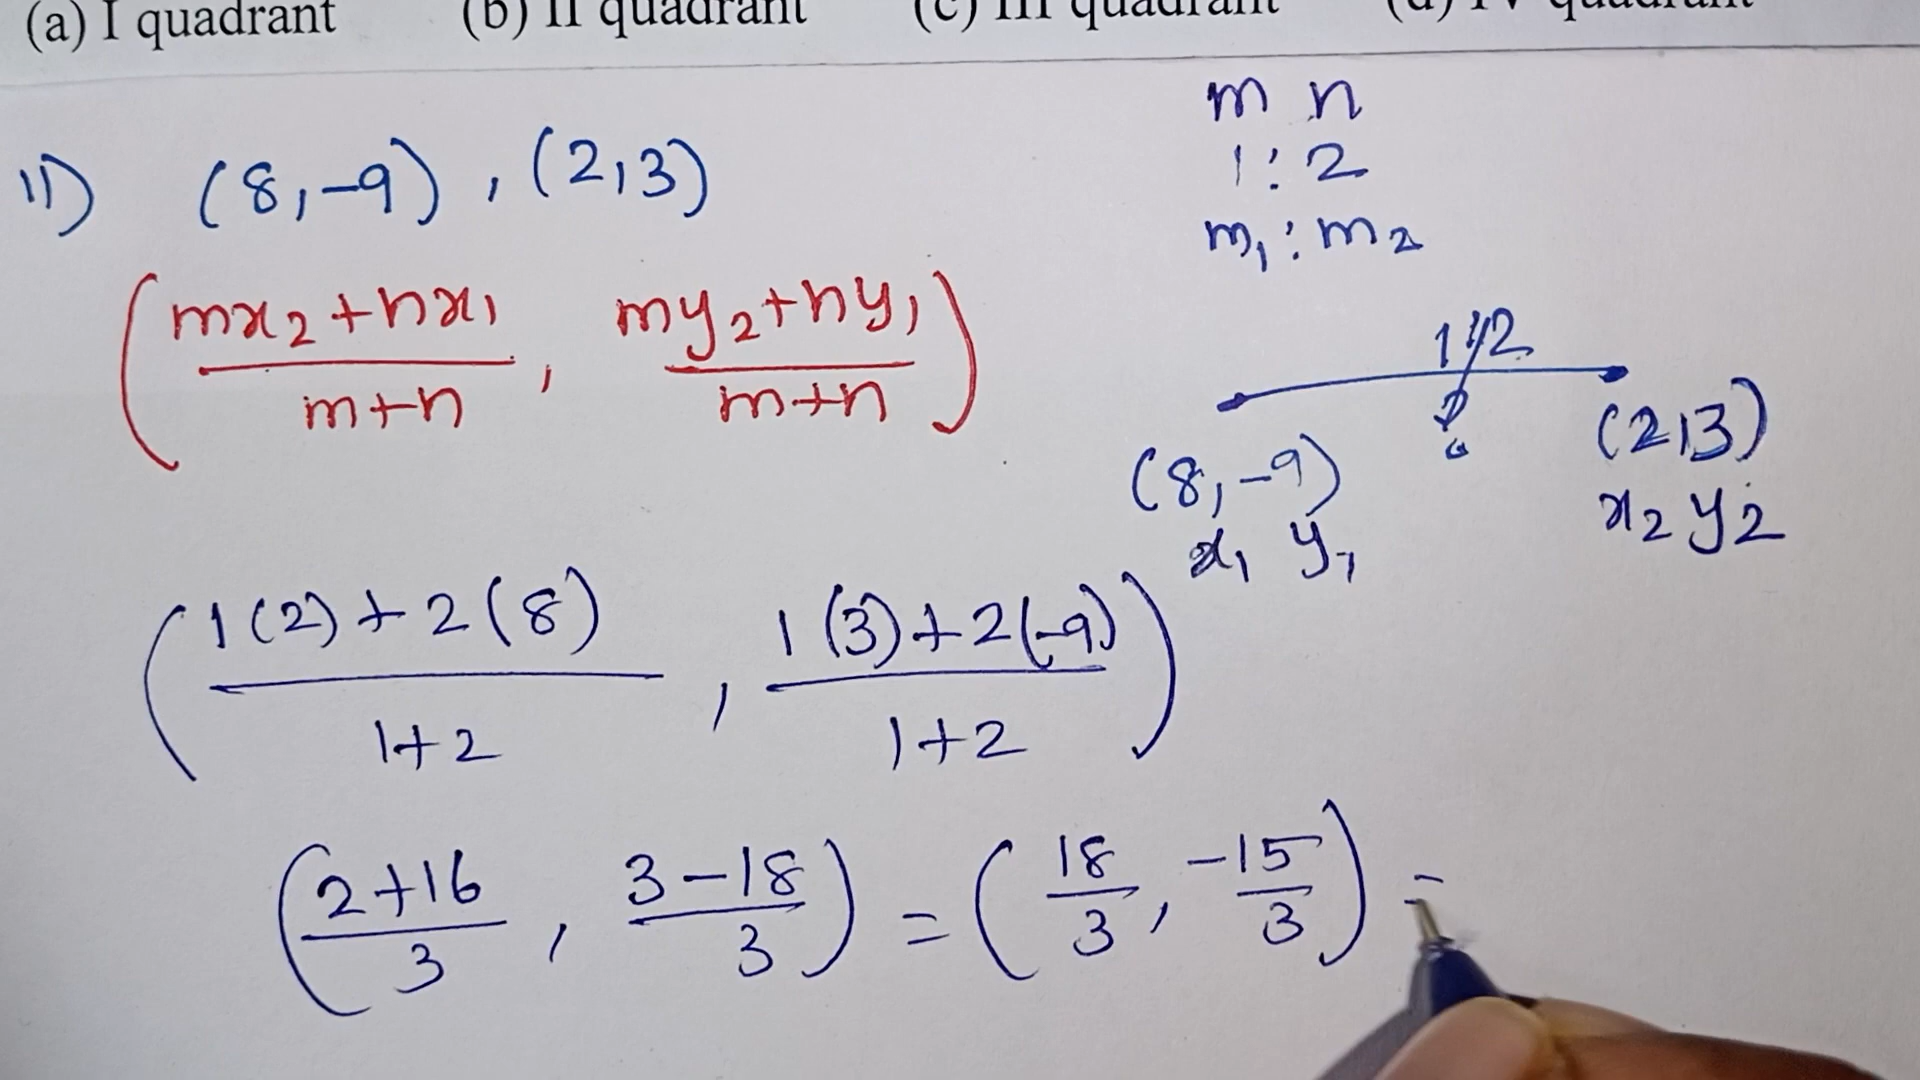 (a) I quadrant (b) II quadrant (c) III quadrant (d) IV quadrant
11) (8,-9) , (2,3)
m n
1 : 2
m₁ : m₂
(mx₂+nx₁/m+n , my₂+ny₁/m+n)
1:2
P
(8,-9) (2,3)
x₁ y₁ x₂ y₂
(1(2)+2(8)/1+2 , 1(3)+2(-9)/1+2)
(2+16/3 , 3-18/3) = (18/3 , -15/3) =